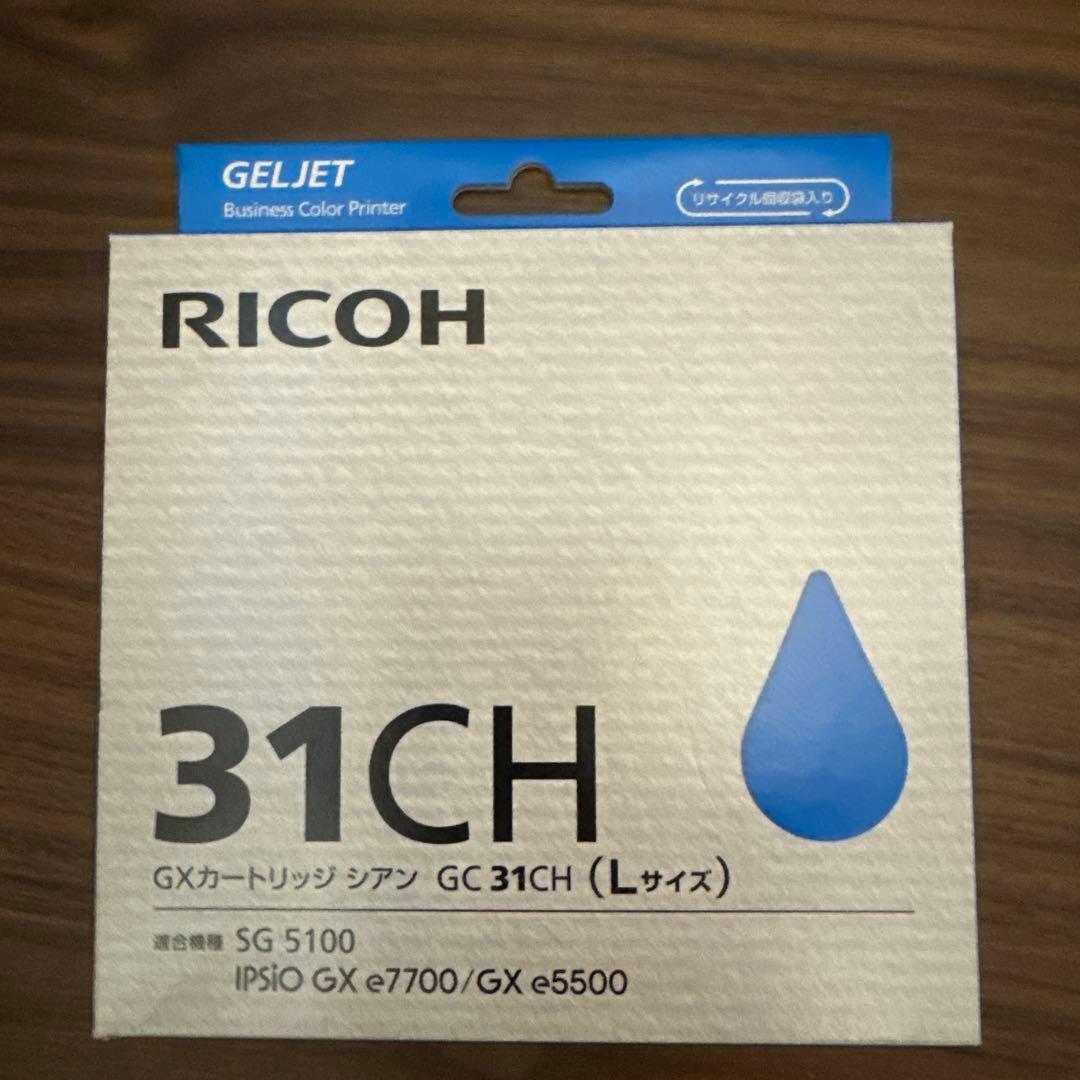 GELJET
Business Color Printer
リサイクル回収袋入り
RICOH
31CH
GXカートリッジ シアン GC 31CH (Lサイズ)
適合機種 SG 5100
IPSiO GX e7700/GX e5500